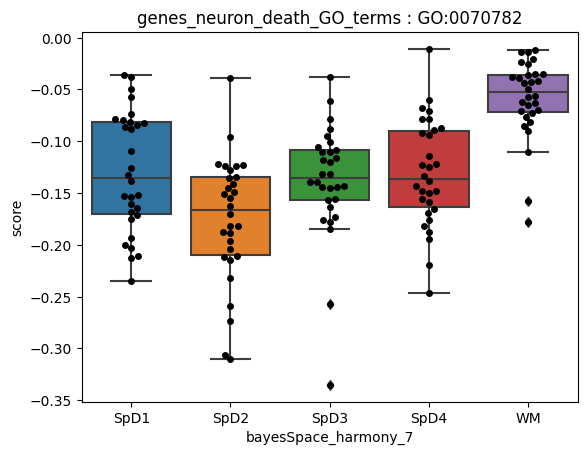 genes_neuron_death_GO_terms : GO:0070782
0.00
−0.05
−0.10
−0.15
−0.20
−0.25
−0.30
−0.35
score
SpD1 SpD2 SpD3 SpD4 WM
bayesSpace_harmony_7